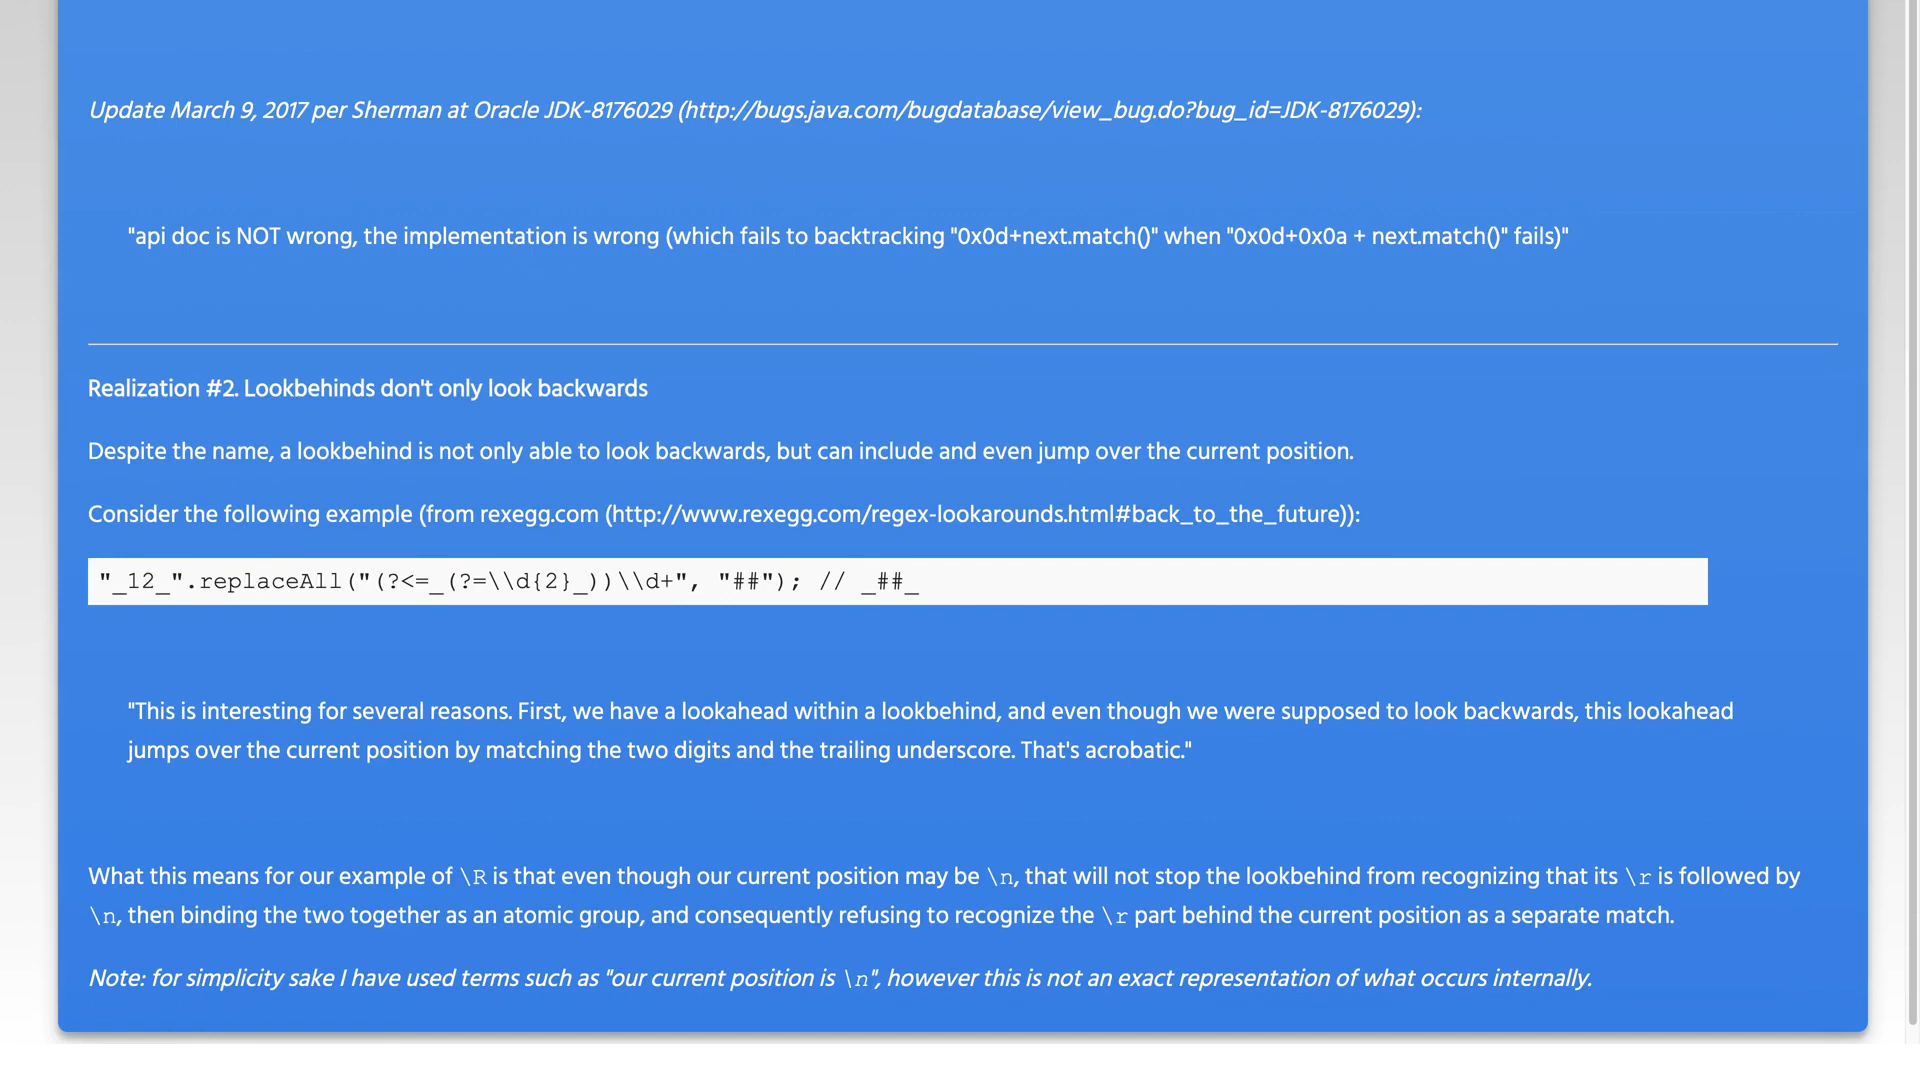 Update March 9, 2017 per Sherman at Oracle JDK-8176029 (http://bugs.java.com/bugdatabase/view_bug.do?bug_id=JDK-8176029):
"api doc is NOT wrong, the implementation is wrong (which fails to backtracking "0x0d+next.match()" when "0x0d+0x0a + next.match()" fails)"
Realization #2. Lookbehinds don't only look backwards
Despite the name, a lookbehind is not only able to look backwards, but can include and even jump over the current position.
Consider the following example (from rexegg.com (http://www.rexegg.com/regex-lookarounds.html#back_to_the_future)):
"_12_".replaceAll("(?<=_(?=\\d{2}_))\\d+", "##"); // _##_
"This is interesting for several reasons. First, we have a lookahead within a lookbehind, and even though we were supposed to look backwards, this lookahead
jumps over the current position by matching the two digits and the trailing underscore. That's acrobatic."
What this means for our example of \R is that even though our current position may be \n, that will not stop the lookbehind from recognizing that its \r is followed by
\n, then binding the two together as an atomic group, and consequently refusing to recognize the \r part behind the current position as a separate match.
Note: for simplicity sake I have used terms such as "our current position is \n", however this is not an exact representation of what occurs internally.